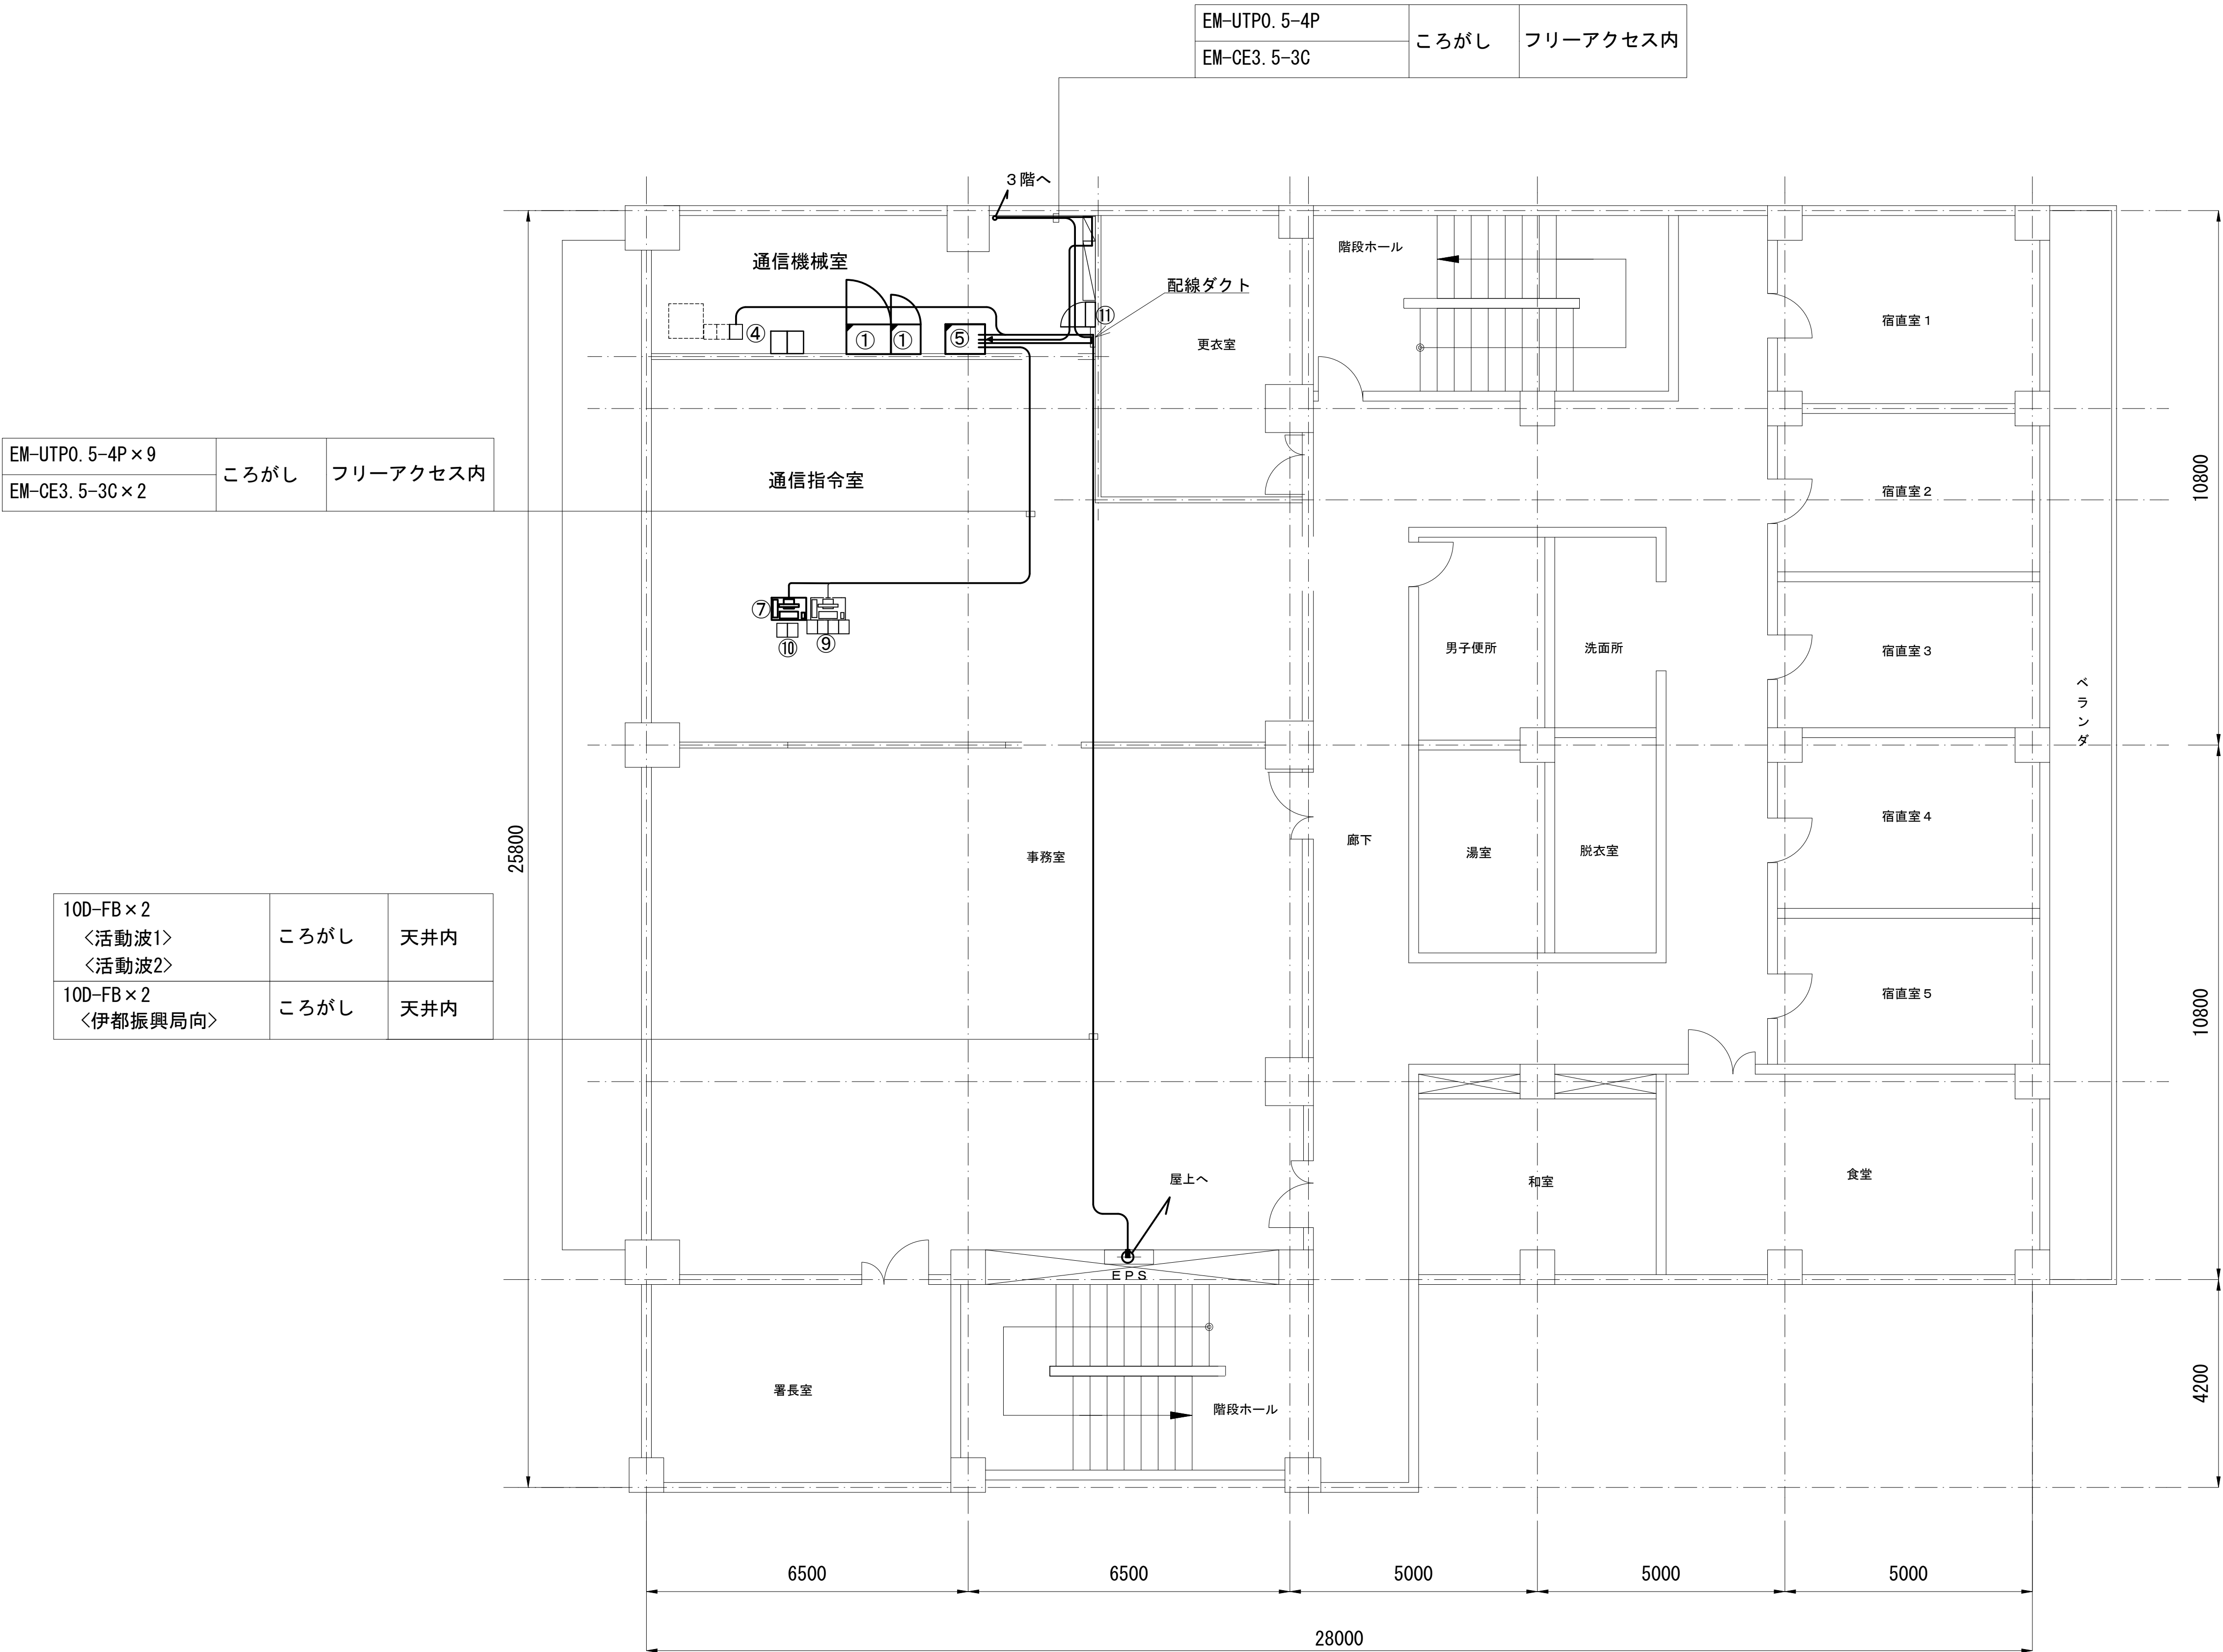 EM-UTP0.5-4P
EM-CE3.5-3C
ころがし
フリーアクセス内
3階へ
通信機械室
階段ホール
配線ダクト
④
①
①
⑤
⑪
更衣室
宿直室1
EM-UTP0.5-4P×9
EM-CE3.5-3C×2
ころがし
フリーアクセス内
通信指令室
宿直室2
10800
⑦
⑩
⑨
男子便所
洗面所
宿直室3
ベランダ
25800
事務室
廊下
湯室
脱衣室
宿直室4
10D-FB×2
<活動波1>
<活動波2>
ころがし
天井内
10D-FB×2
<伊都振興局向>
ころがし
天井内
宿直室5
10800
屋上へ
和室
食堂
EPS
署長室
階段ホール
4200
6500
6500
5000
5000
5000
28000